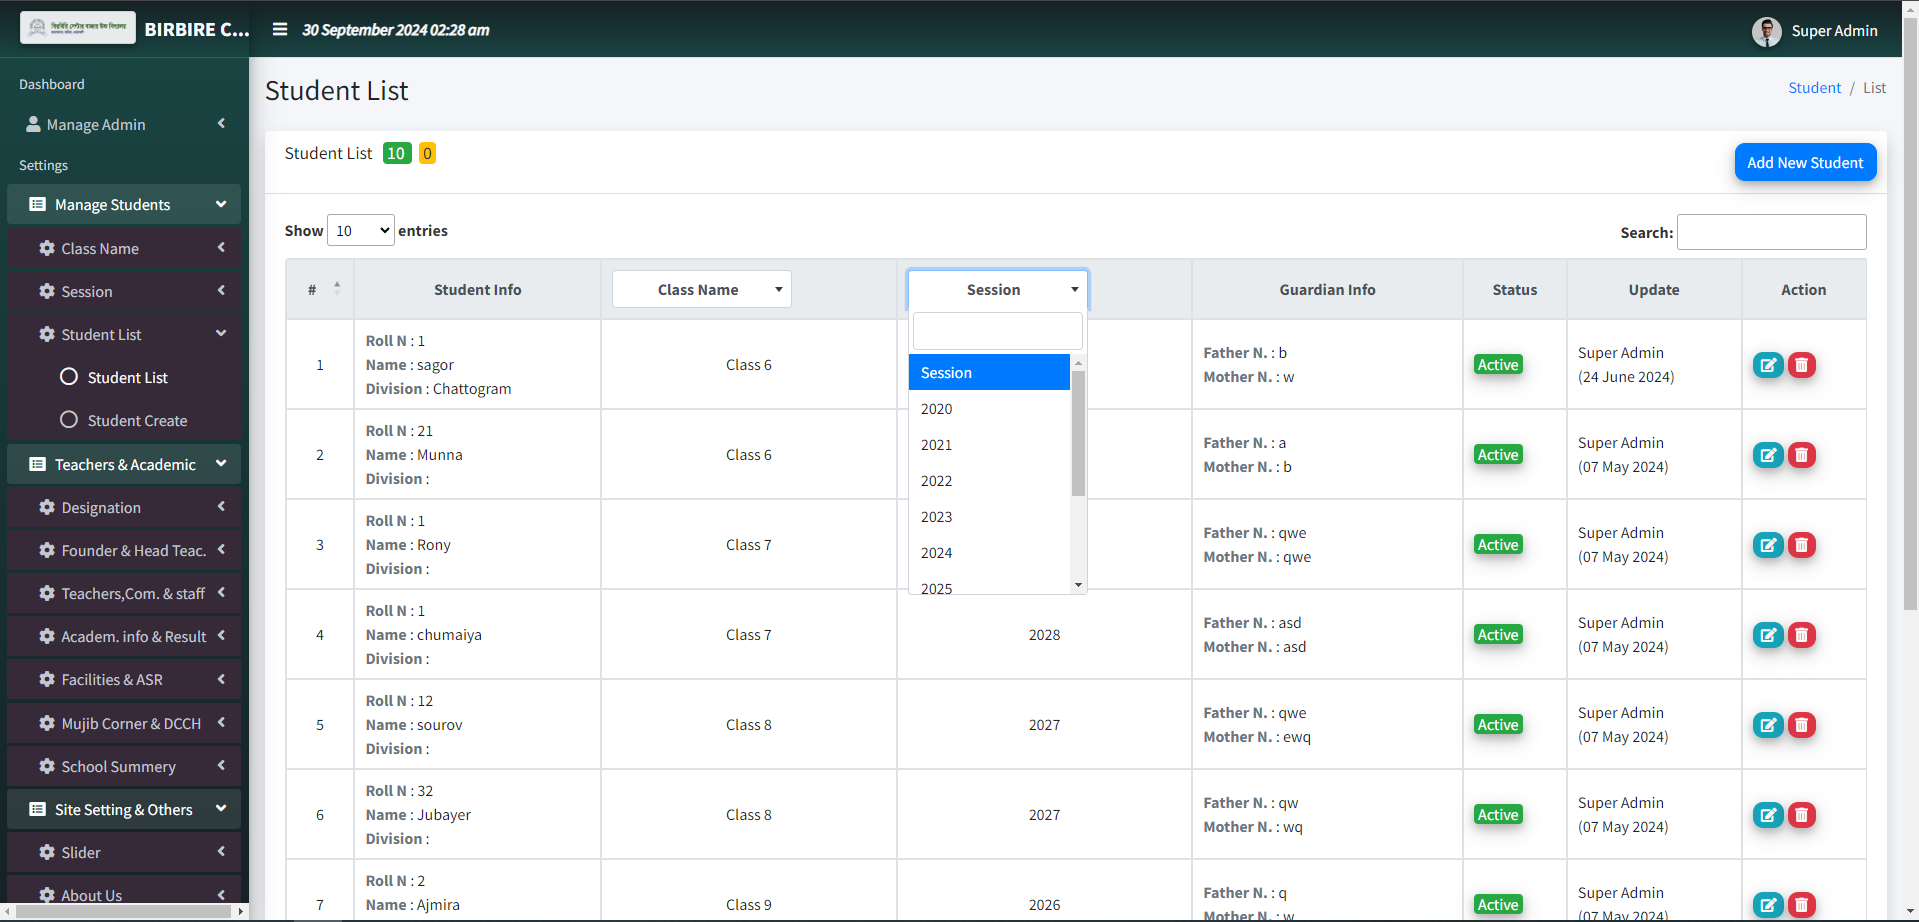 বিরবিরি সেন্টার বাজার উচ্চ বিদ্যালয়
BIRBIRE C...
30 September 2024 02:28 am
Super Admin
Dashboard
Manage Admin
Settings
Manage Students
Class Name
Session
Student List
Student List
Student Create
Teachers & Academic
Designation
Founder & Head Teac.
Teachers,Com. & staff
Academ. info & Result
Facilities & ASR
Mujib Corner & DCCH
School Summery
Site Setting & Others
Slider
About Us
Student List
Student / List
Student List 10 0
Add New Student
Show 10 entries
Search:
# Student Info Class Name Session Guardian Info Status Update Action
Session
2020
2021
2022
2023
2024
2025
1
Roll N : 1
Name : sagor
Division : Chattogram
Class 6
Father N. : b
Mother N. : w
Active
Super Admin
(24 June 2024)
2
Roll N : 21
Name : Munna
Division :
Class 6
Father N. : a
Mother N. : b
Active
Super Admin
(07 May 2024)
3
Roll N : 1
Name : Rony
Division :
Class 7
Father N. : qwe
Mother N. : qwe
Active
Super Admin
(07 May 2024)
4
Roll N : 1
Name : chumaiya
Division :
Class 7
2028
Father N. : asd
Mother N. : asd
Active
Super Admin
(07 May 2024)
5
Roll N : 12
Name : sourov
Division :
Class 8
2027
Father N. : qwe
Mother N. : ewq
Active
Super Admin
(07 May 2024)
6
Roll N : 32
Name : Jubayer
Division :
Class 8
2027
Father N. : qw
Mother N. : wq
Active
Super Admin
(07 May 2024)
7
Roll N : 2
Name : Ajmira
Class 9
2026
Father N. : q
Mother N. : w
Active
Super Admin
(07 May 2024)